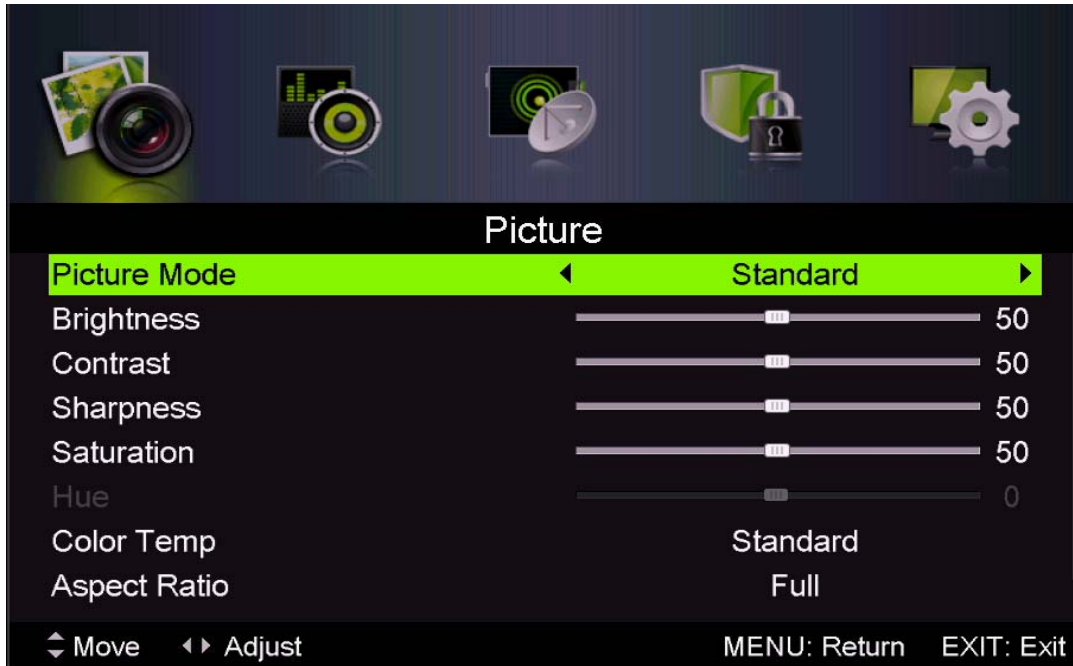 Picture
Picture Mode Standard
Brightness 50
Contrast 50
Sharpness 50
Saturation 50
Hue 0
Color Temp Standard
Aspect Ratio Full
Move Adjust MENU: Return EXIT: Exit